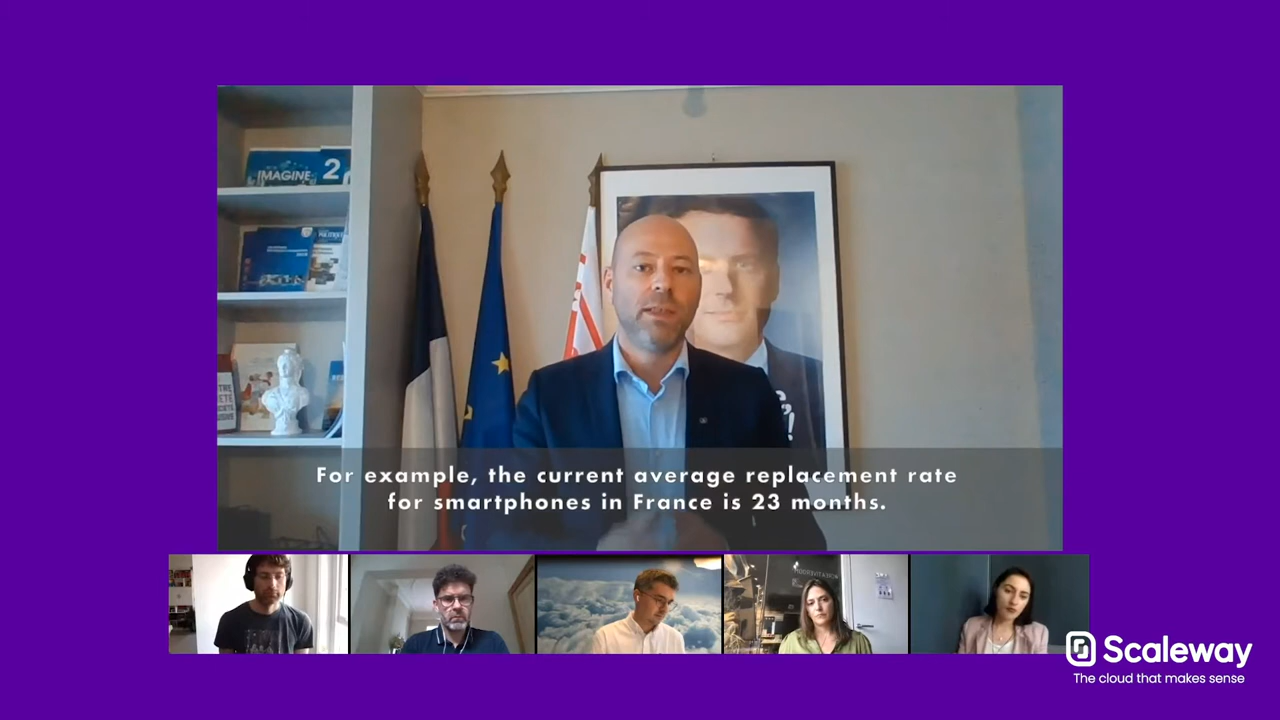 IMAGINE
2
For example, the current average replacement rate
for smartphones in France is 23 months.
Scaleway
The cloud that makes sense